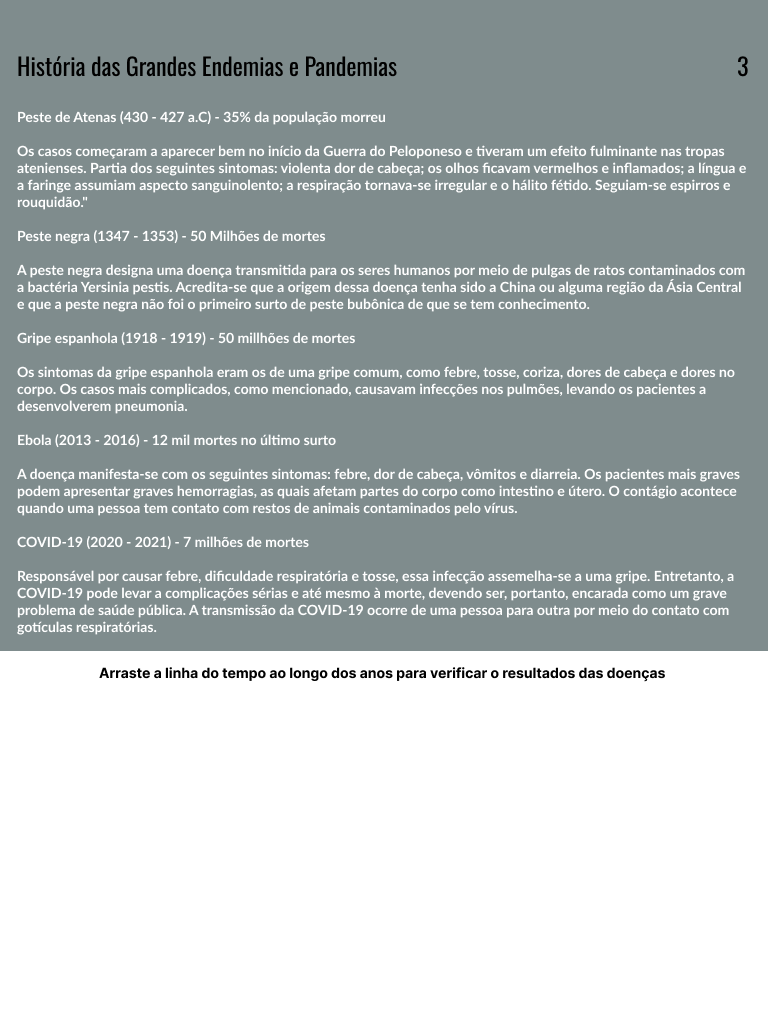 História das Grandes Endemias e Pandemias
3
Peste de Atenas (430 - 427 a.C) - 35% da população morreu
Os casos começaram a aparecer bem no início da Guerra do Peloponeso e tiveram um efeito fulminante nas tropas
atenienses. Partia dos seguintes sintomas: violenta dor de cabeça; os olhos ficavam vermelhos e inflamados; a língua e
a faringe assumiam aspecto sanguinolento; a respiração tornava-se irregular e o hálito fétido. Seguiam-se espirros e
rouquidão."
Peste negra (1347 - 1353) - 50 Milhões de mortes
A peste negra designa uma doença transmitida para os seres humanos por meio de pulgas de ratos contaminados com
a bactéria Yersinia pestis. Acredita-se que a origem dessa doença tenha sido a China ou alguma região da Ásia Central
e que a peste negra não foi o primeiro surto de peste bubônica de que se tem conhecimento.
Gripe espanhola (1918 - 1919) - 50 millhões de mortes
Os sintomas da gripe espanhola eram os de uma gripe comum, como febre, tosse, coriza, dores de cabeça e dores no
corpo. Os casos mais complicados, como mencionado, causavam infecções nos pulmões, levando os pacientes a
desenvolverem pneumonia.
Ebola (2013 - 2016) - 12 mil mortes no último surto
A doença manifesta-se com os seguintes sintomas: febre, dor de cabeça, vômitos e diarreia. Os pacientes mais graves
podem apresentar graves hemorragias, as quais afetam partes do corpo como intestino e útero. O contágio acontece
quando uma pessoa tem contato com restos de animais contaminados pelo vírus.
COVID-19 (2020 - 2021) - 7 milhões de mortes
Responsável por causar febre, dificuldade respiratória e tosse, essa infecção assemelha-se a uma gripe. Entretanto, a
COVID-19 pode levar a complicações sérias e até mesmo à morte, devendo ser, portanto, encarada como um grave
problema de saúde pública. A transmissão da COVID-19 ocorre de uma pessoa para outra por meio do contato com
gotículas respiratórias.
Arraste a linha do tempo ao longo dos anos para verificar o resultados das doenças